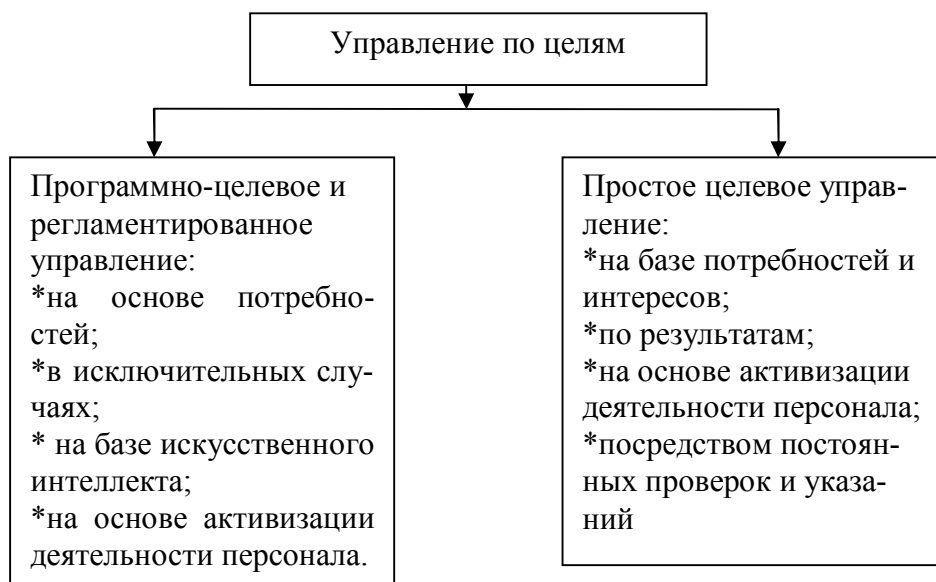 Управление по целям
Программно-целевое и
регламентированное
управление:
*на основе потребно-
стей;
*в исключительных слу-
чаях;
* на базе искусственного
интеллекта;
*на основе активизации
деятельности персонала.
Простое целевое управ-
ление:
*на базе потребностей и
интересов;
*по результатам;
*на основе активизации
деятельности персонала;
*посредством постоян-
ных проверок и указа-
ний